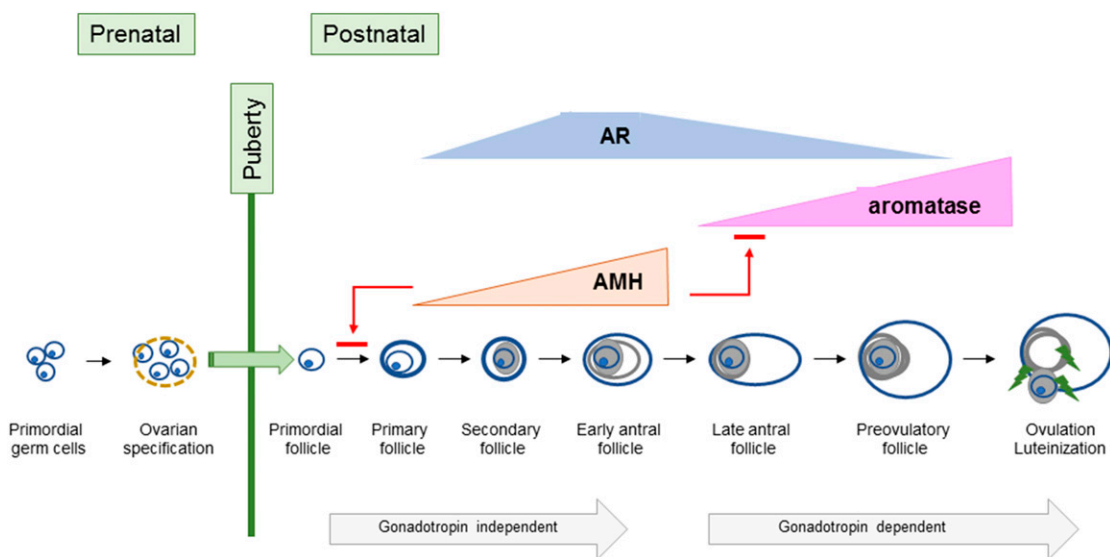 Prenatal
Postnatal
Puberty
AR
aromatase
AMH
Primordial
germ cells
Ovarian
specification
Primordial
follicle
Primary
follicle
Secondary
follicle
Early antral
follicle
Late antral
follicle
Preovulatory
follicle
Ovulation
Luteinization
Gonadotropin independent
Gonadotropin dependent